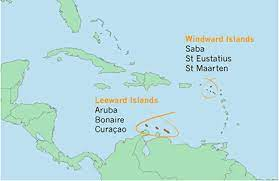 Windward Islands
Saba
St Eustatius
St Maarten
Leeward Islands
Aruba
Bonaire
Curaçao